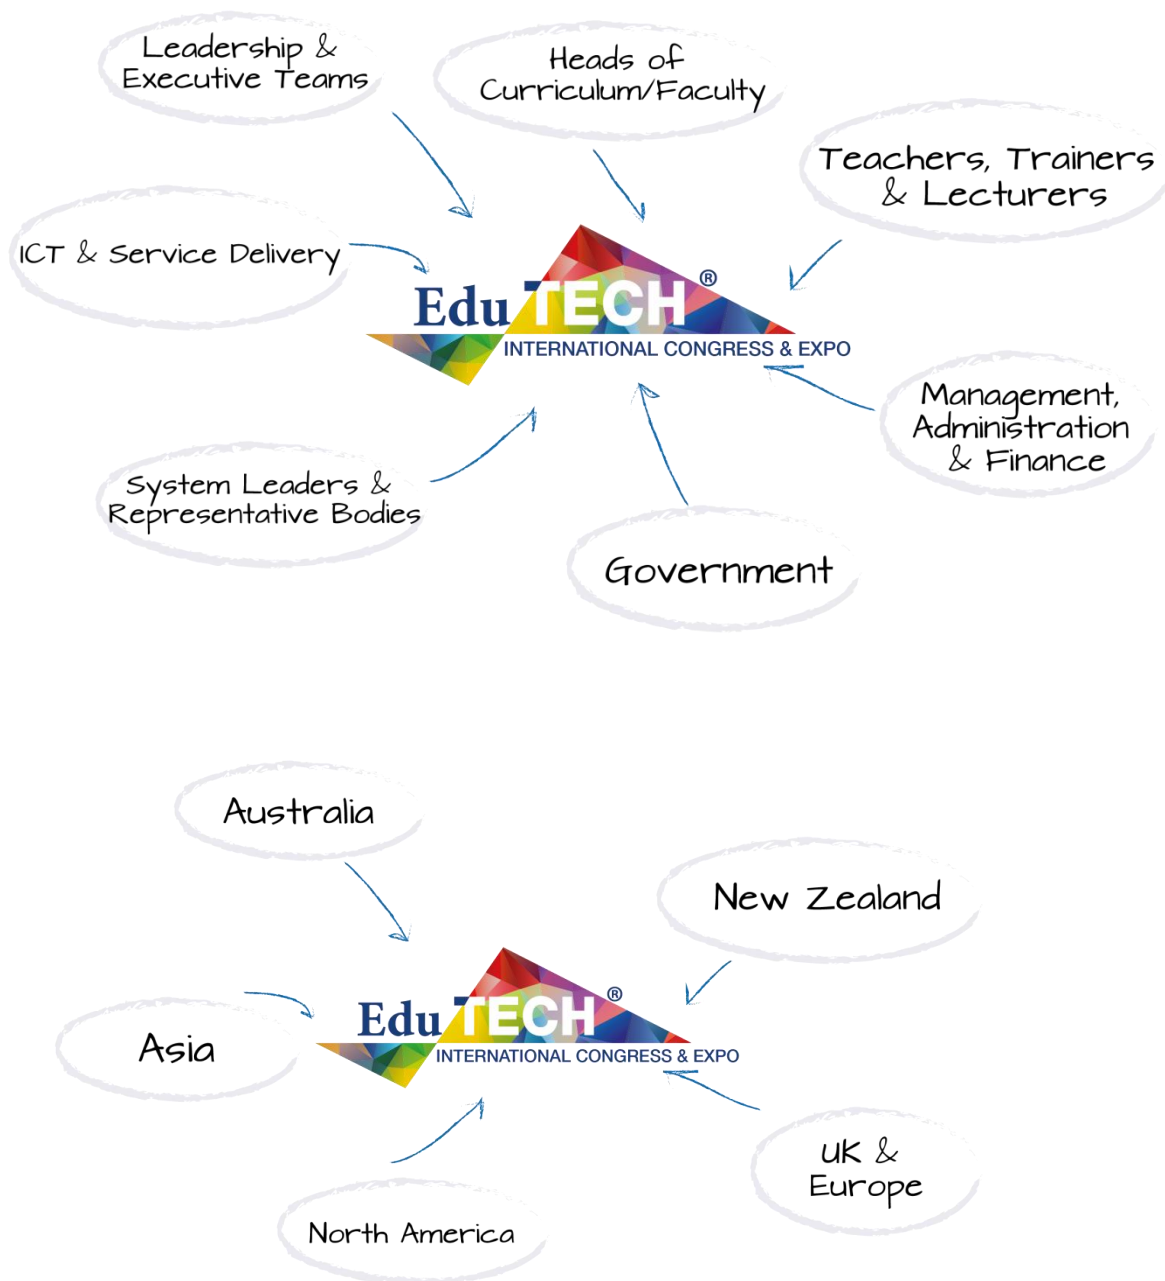 Leadership &
Executive Teams
Heads of
Curriculum/Faculty
Teachers, Trainers
& Lecturers
ICT & Service Delivery
EduTECH®
INTERNATIONAL CONGRESS & EXPO
Management,
Administration
& Finance
System Leaders &
Representative Bodies
Government
Australia
New Zealand
EduTECH®
INTERNATIONAL CONGRESS & EXPO
Asia
UK &
Europe
North America